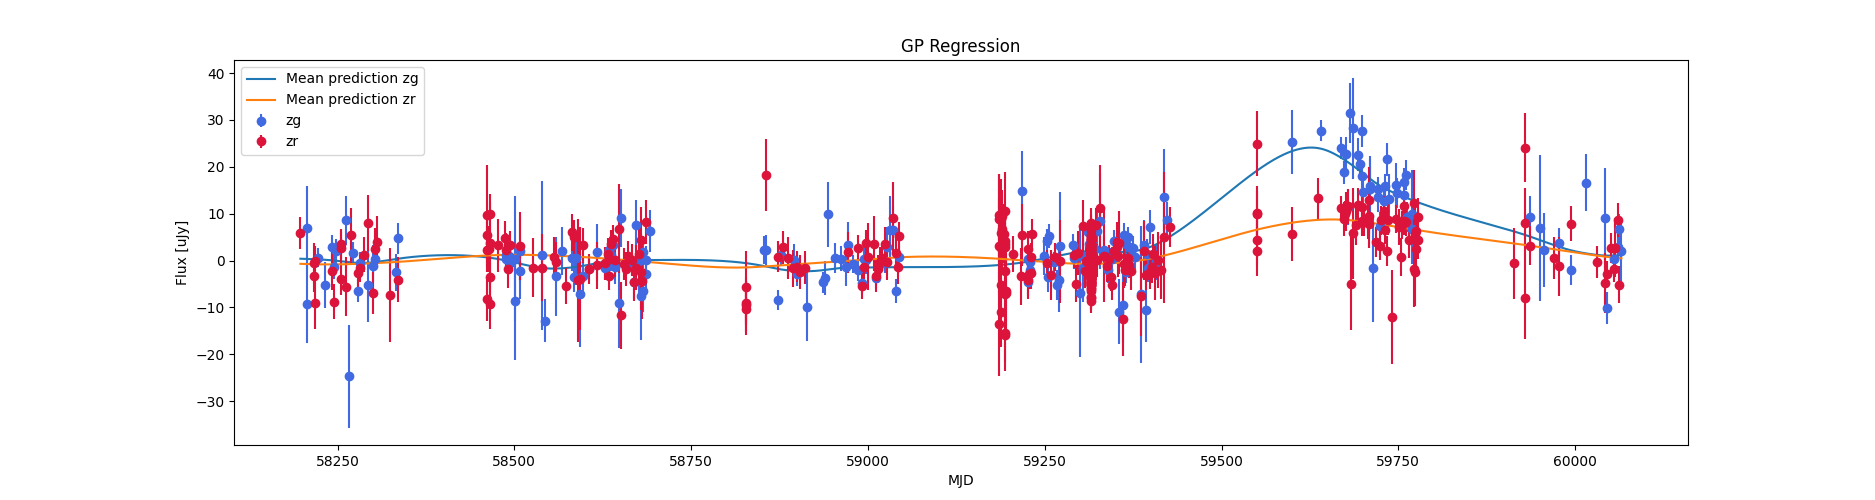 GP Regression
Mean prediction zg
Mean prediction zr
zg
zr
Flux [uJy]
40
30
20
10
0
−10
−20
−30
58250 58500 58750 59000 59250 59500 59750 60000
MJD